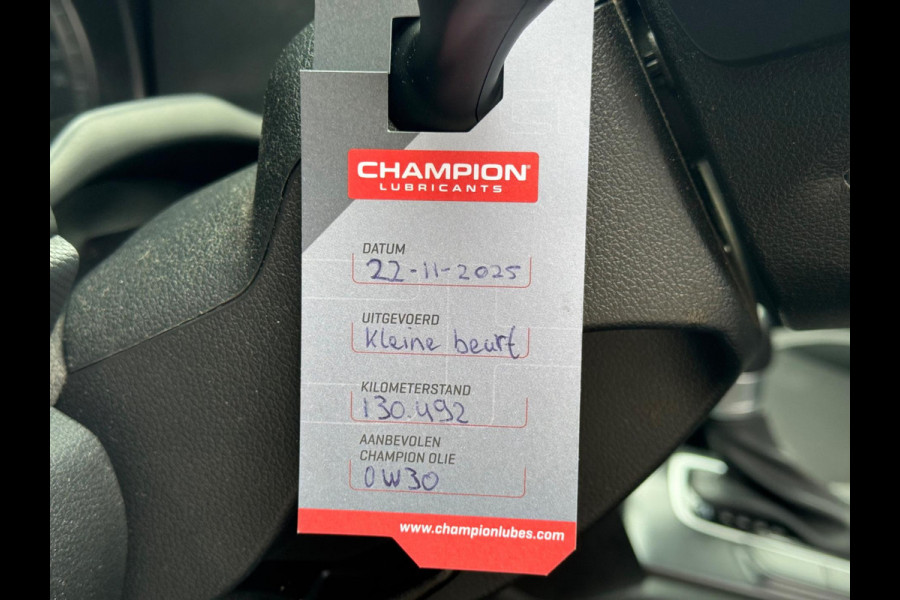 CHAMPION®
LUBRICANTS
DATUM
22-11-2025
UITGEVOERD
Kleine beurt
KILOMETERSTAND
130.492
AANBEVOLEN
CHAMPION OLIE
0W30
www.championlubes.com